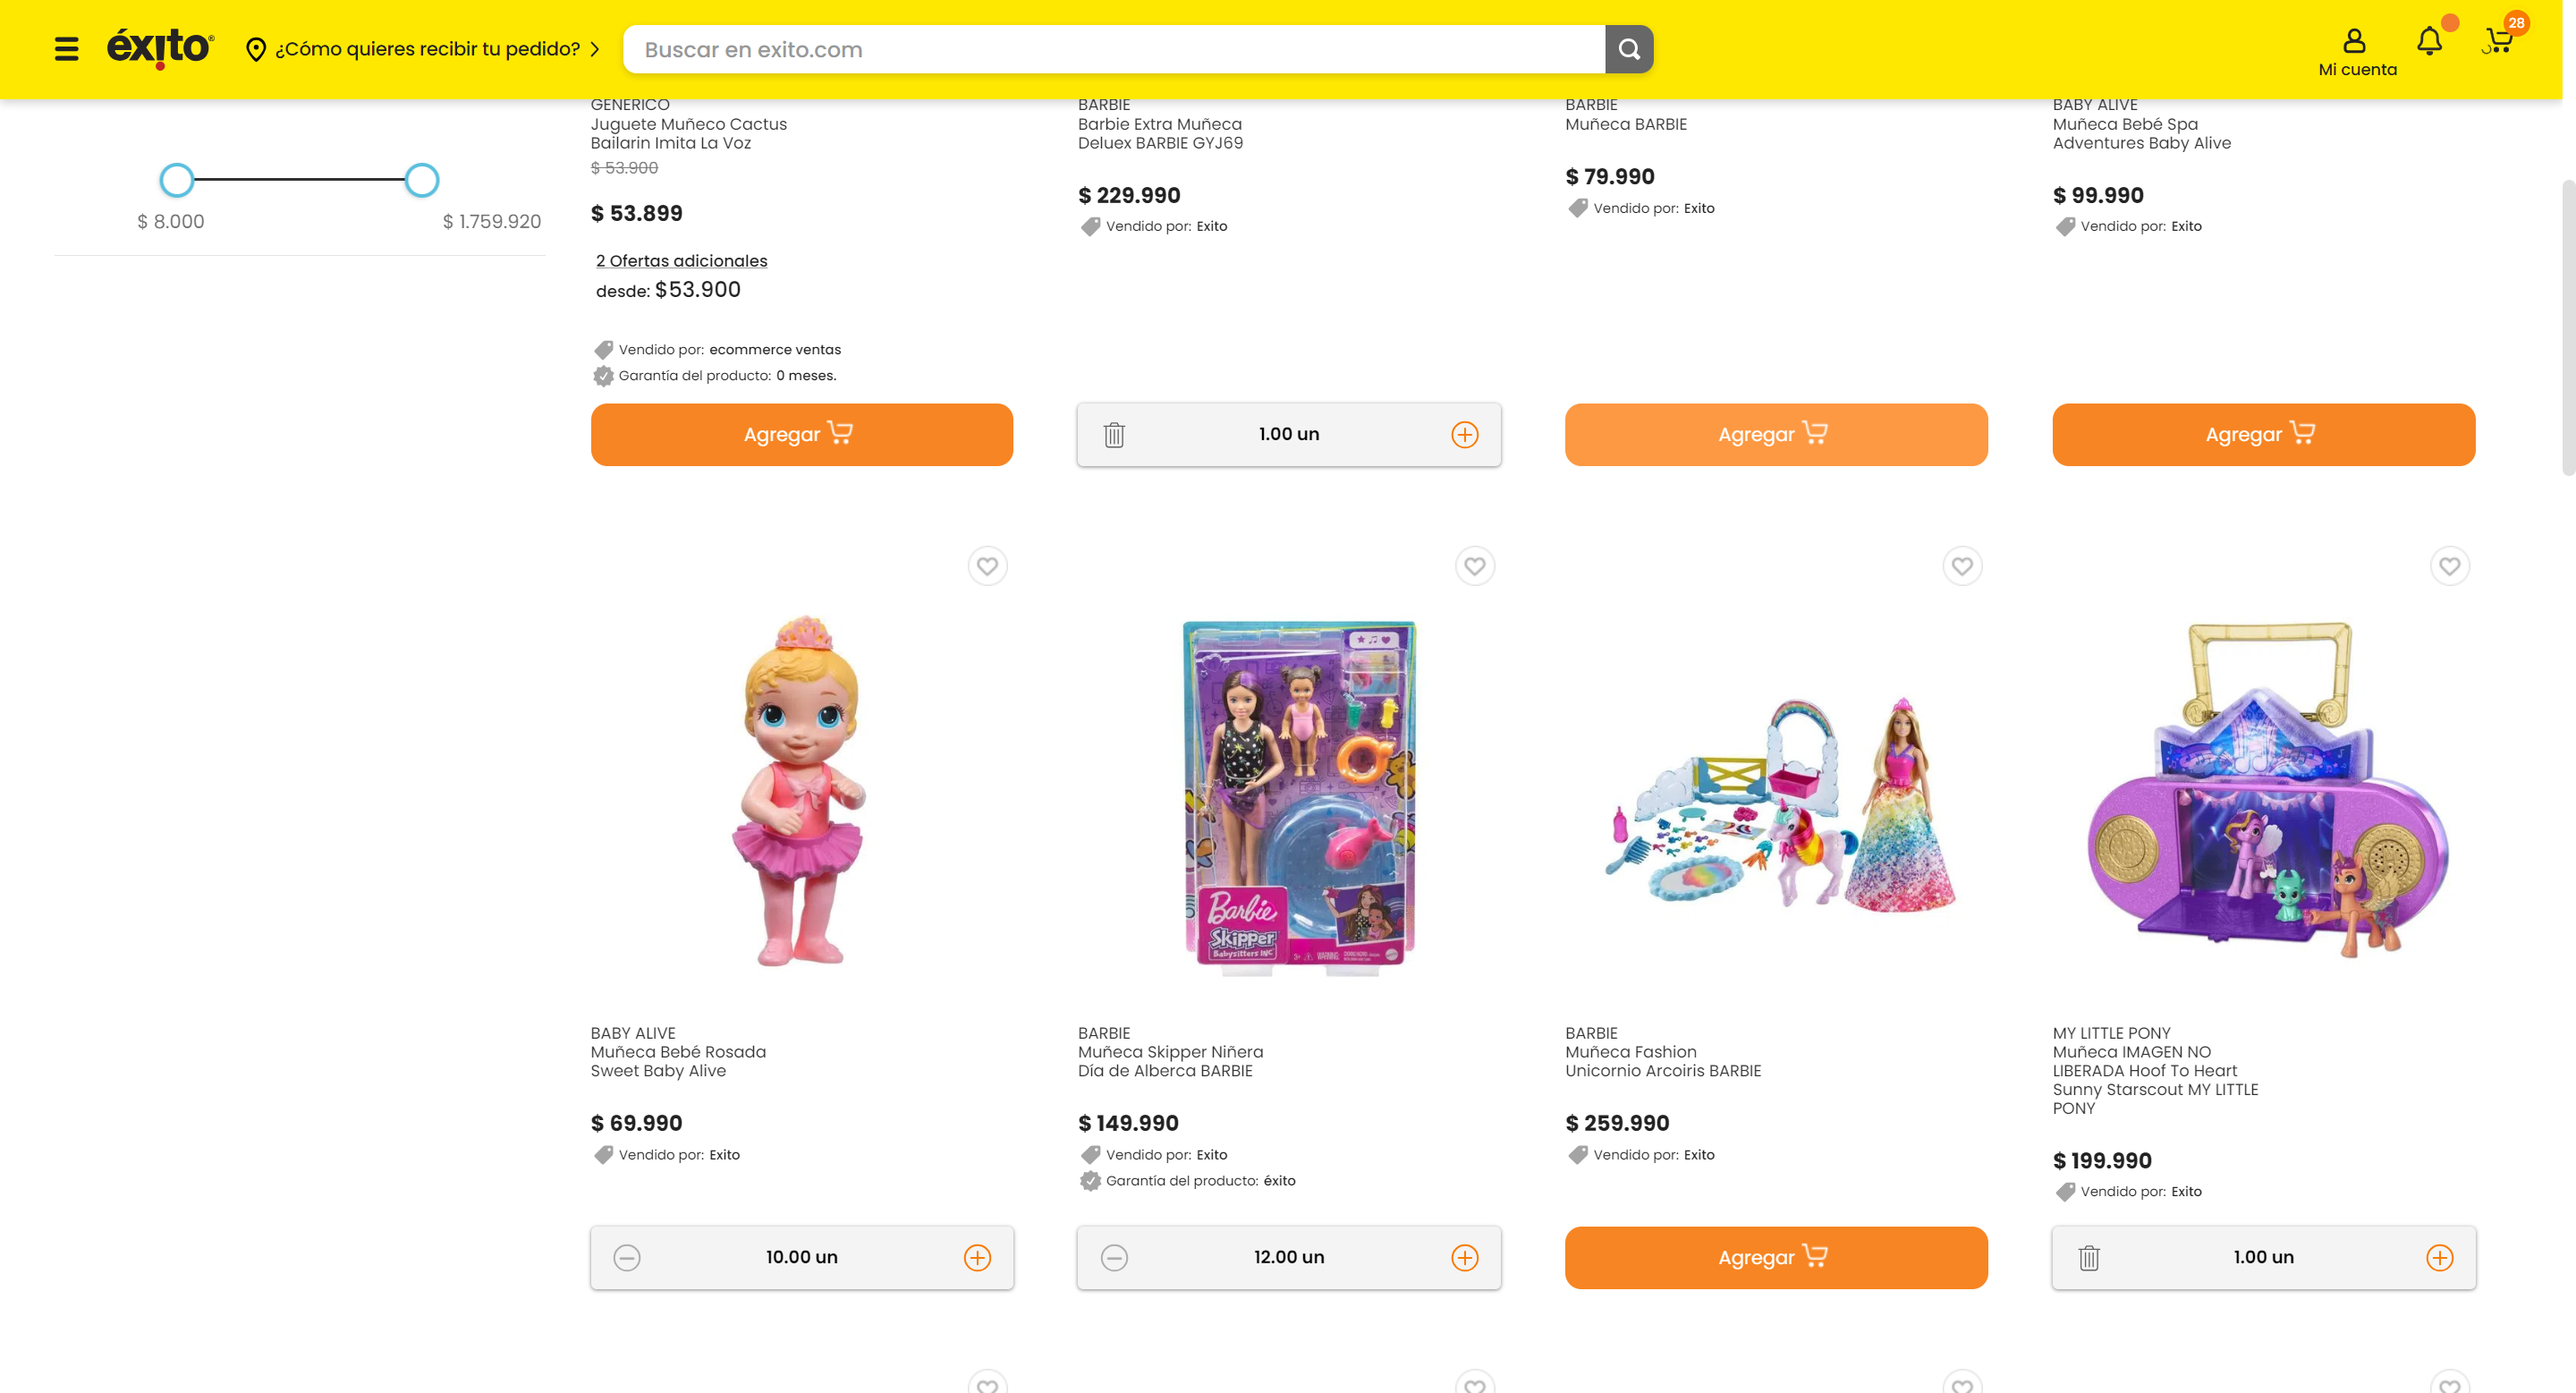 éxito
¿Cómo quieres recibir tu pedido?
Buscar en exito.com
Mi cuenta
28
$ 8.000
$ 1.759.920
GENERICO
Juguete Muñeco Cactus
Bailarin Imita La Voz
$ 53.900
$ 53.899
2 Ofertas adicionales
desde: $53.900
Vendido por: ecommerce ventas
Garantía del producto: 0 meses.
Agregar
BARBIE
Barbie Extra Muñeca
Deluex BARBIE GYJ69
$ 229.990
Vendido por: Exito
1.00 un
BARBIE
Muñeca BARBIE
$ 79.990
Vendido por: Exito
Agregar
BABY ALIVE
Muñeca Bebé Spa
Adventures Baby Alive
$ 99.990
Vendido por: Exito
Agregar
BABY ALIVE
Muñeca Bebé Rosada
Sweet Baby Alive
$ 69.990
Vendido por: Exito
10.00 un
Barbie
Skipper
Babysitters INC
WARNING:
BARBIE
Muñeca Skipper Niñera
Día de Alberca BARBIE
$ 149.990
Vendido por: Exito
Garantía del producto: éxito
12.00 un
BARBIE
Muñeca Fashion
Unicornio Arcoiris BARBIE
$ 259.990
Vendido por: Exito
Agregar
MY LITTLE PONY
Muñeca IMAGEN NO
LIBERADA Hoof To Heart
Sunny Starscout MY LITTLE
PONY
$ 199.990
Vendido por: Exito
1.00 un